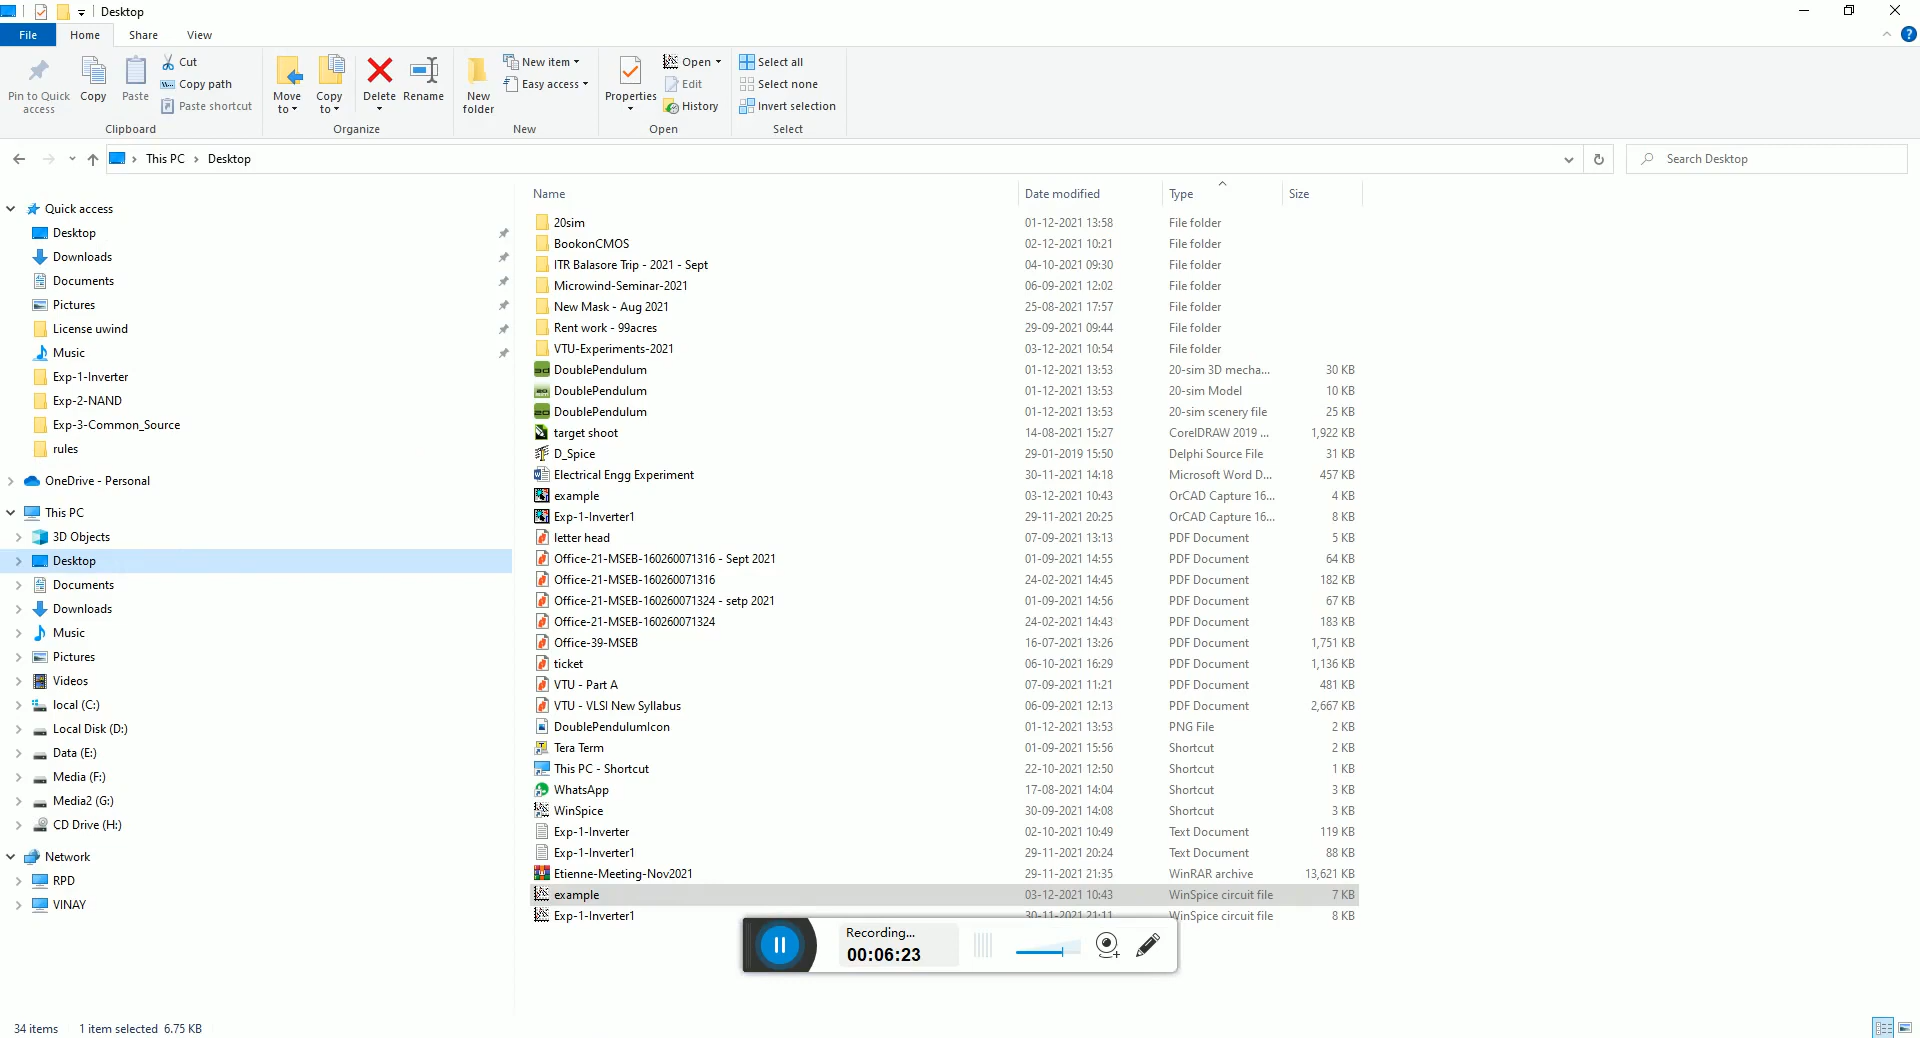 Desktop
File Home Share View
Pin to Quick access
Copy
Paste
Cut
Copy path
Paste shortcut
Clipboard
Move to
Copy to
Delete
Rename
Organize
New folder
New item
Easy access
New
Properties
Open
Edit
History
Open
Select all
Select none
Invert selection
Select
This PC Desktop
Search Desktop
Quick access
Desktop
Downloads
Documents
Pictures
License uwind
Music
Exp-1-Inverter
Exp-2-NAND
Exp-3-Common_Source
rules
OneDrive - Personal
This PC
3D Objects
Desktop
Documents
Downloads
Music
Pictures
Videos
local (C:)
Local Disk (D:)
Data (E:)
Media (F:)
Media2 (G:)
CD Drive (H:)
Network
RPD
VINAY
Name Date modified Type Size
20sim 01-12-2021 13:58 File folder
BookonCMOS 02-12-2021 10:21 File folder
ITR Balasore Trip - 2021 - Sept 04-10-2021 09:30 File folder
Microwind-Seminar-2021 06-09-2021 12:02 File folder
New Mask - Aug 2021 25-08-2021 17:57 File folder
Rent work - 99acres 29-09-2021 09:44 File folder
VTU-Experiments-2021 03-12-2021 10:54 File folder
DoublePendulum 01-12-2021 13:53 20-sim 3D mecha... 30 KB
DoublePendulum 01-12-2021 13:53 20-sim Model 10 KB
DoublePendulum 01-12-2021 13:53 20-sim scenery file 25 KB
target shoot 14-08-2021 15:27 CorelDRAW 2019 ... 1,922 KB
D_Spice 29-01-2019 15:50 Delphi Source File 31 KB
Electrical Engg Experiment 30-11-2021 14:18 Microsoft Word D... 457 KB
example 03-12-2021 10:43 OrCAD Capture 16... 4 KB
Exp-1-Inverter1 29-11-2021 20:25 OrCAD Capture 16... 8 KB
letter head 07-09-2021 13:13 PDF Document 5 KB
Office-21-MSEB-160260071316 - Sept 2021 01-09-2021 14:55 PDF Document 64 KB
Office-21-MSEB-160260071316 24-02-2021 14:45 PDF Document 182 KB
Office-21-MSEB-160260071324 - setp 2021 01-09-2021 14:56 PDF Document 67 KB
Office-21-MSEB-160260071324 24-02-2021 14:43 PDF Document 183 KB
Office-39-MSEB 16-07-2021 13:26 PDF Document 1,751 KB
ticket 06-10-2021 16:29 PDF Document 1,136 KB
VTU - Part A 07-09-2021 11:21 PDF Document 481 KB
VTU - VLSI New Syllabus 06-09-2021 12:13 PDF Document 2,667 KB
DoublePendulumIcon 01-12-2021 13:53 PNG File 2 KB
Tera Term 01-09-2021 15:56 Shortcut 2 KB
This PC - Shortcut 22-10-2021 12:50 Shortcut 1 KB
WhatsApp 17-08-2021 14:04 Shortcut 3 KB
WinSpice 30-09-2021 14:08 Shortcut 3 KB
Exp-1-Inverter 02-10-2021 10:49 Text Document 119 KB
Exp-1-Inverter1 29-11-2021 20:24 Text Document 88 KB
Etienne-Meeting-Nov2021 29-11-2021 21:35 WinRAR archive 13,621 KB
example 03-12-2021 10:43 WinSpice circuit file 7 KB
Exp-1-Inverter1 30-11-2021 21:11 WinSpice circuit file 8 KB
Recording...
00:06:23
34 items 1 item selected 6.75 KB